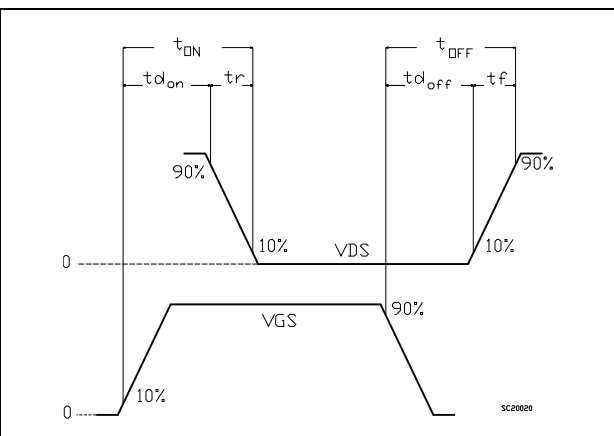 tON tOFF
tdon tr tdoff tf
90% 90%
10% VDS 10%
0
90%
VGS
10%
0
SC20020